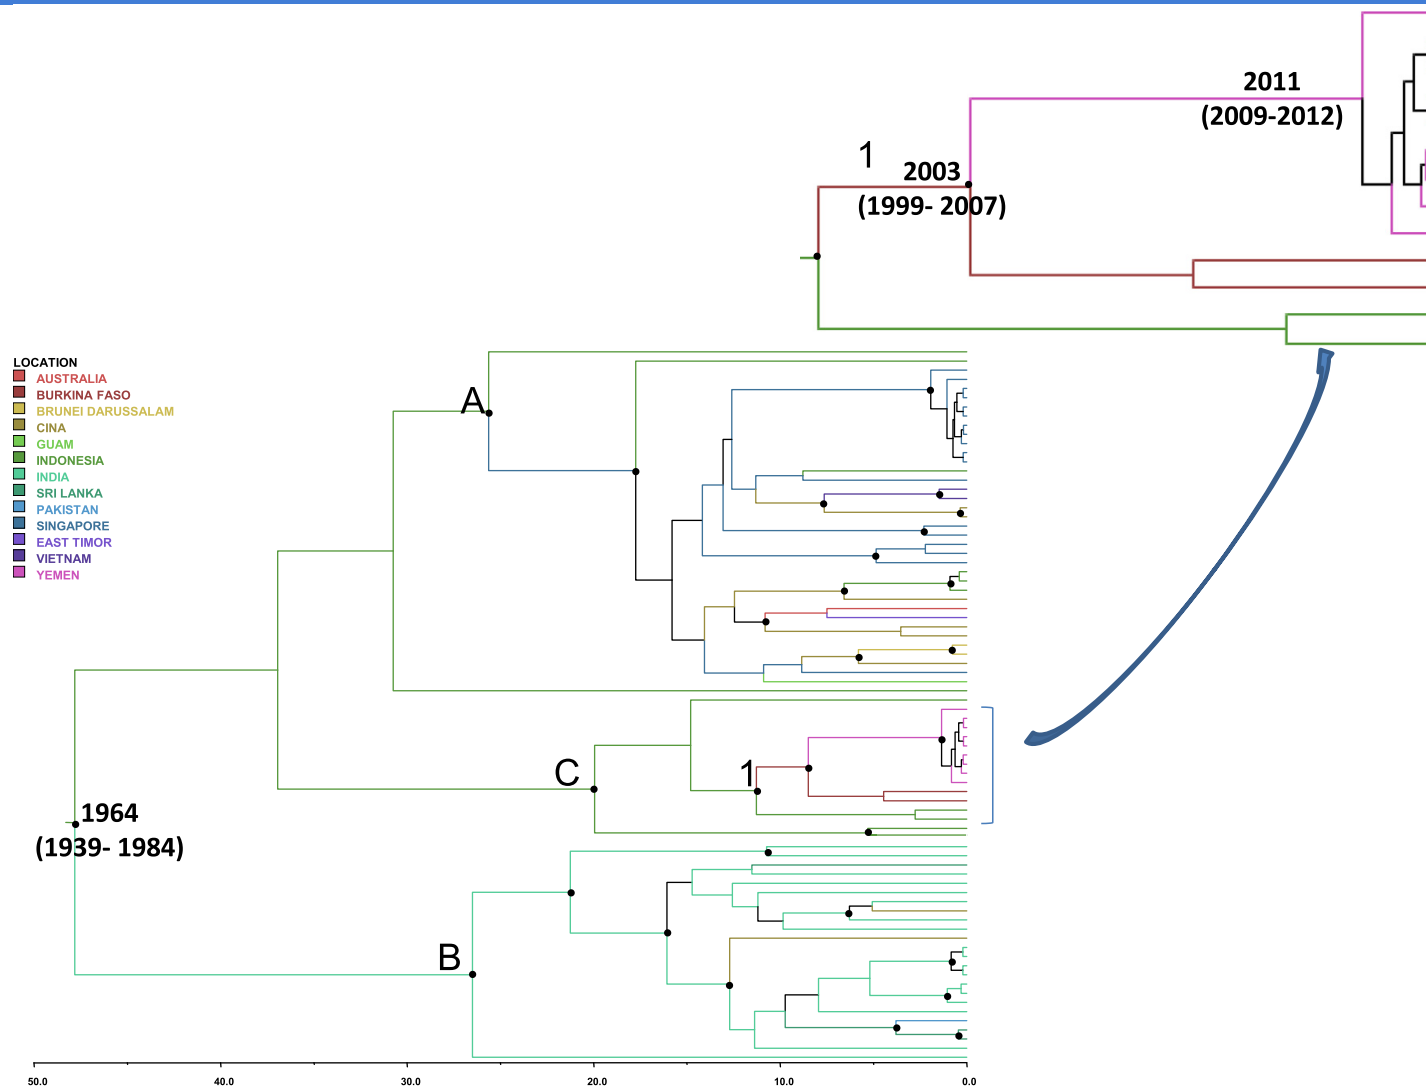 2011
(2009-2012)
1
2003
(1999- 2007)
LOCATION
AUSTRALIA
BURKINA FASO
BRUNEI DARUSSALAM
CINA
GUAM
INDONESIA
INDIA
SRI LANKA
PAKISTAN
SINGAPORE
EAST TIMOR
VIETNAM
YEMEN
A
C
1
1964
(1939- 1984)
B
50.0 40.0 30.0 20.0 10.0 0.0